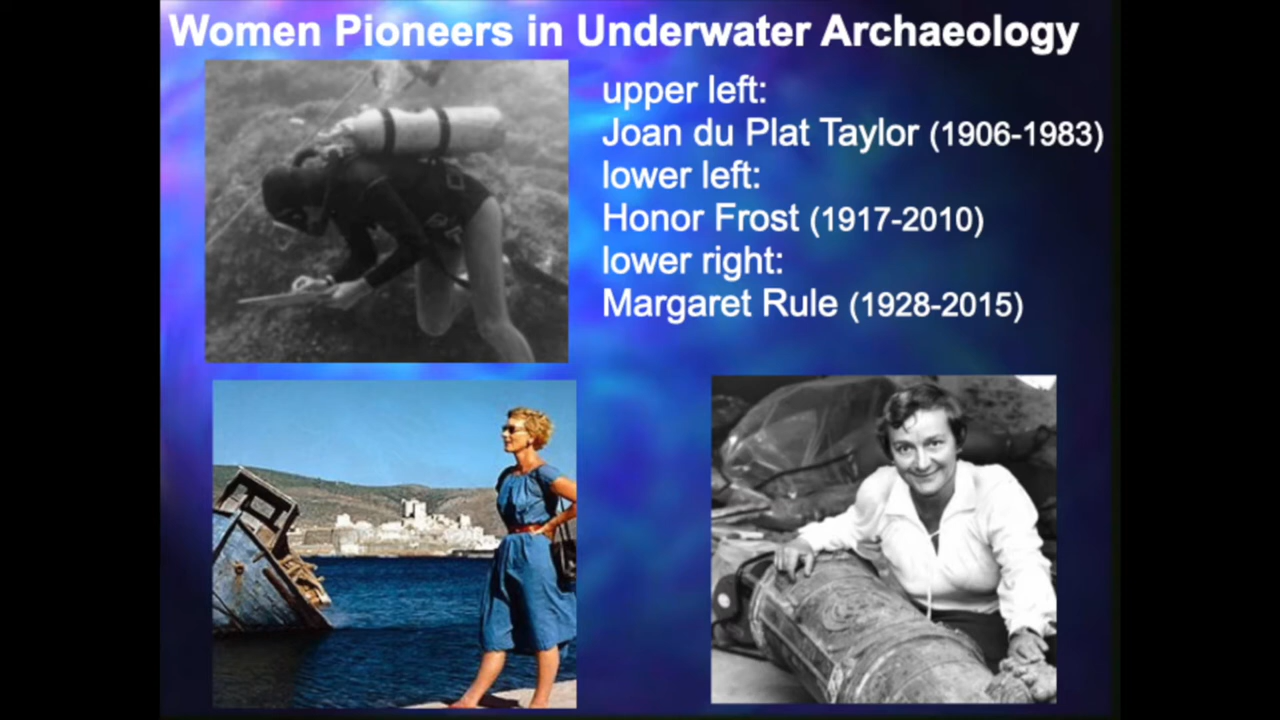 Women Pioneers in Underwater Archaeology
upper left:
Joan du Plat Taylor (1906-1983)
lower left:
Honor Frost (1917-2010)
lower right:
Margaret Rule (1928-2015)